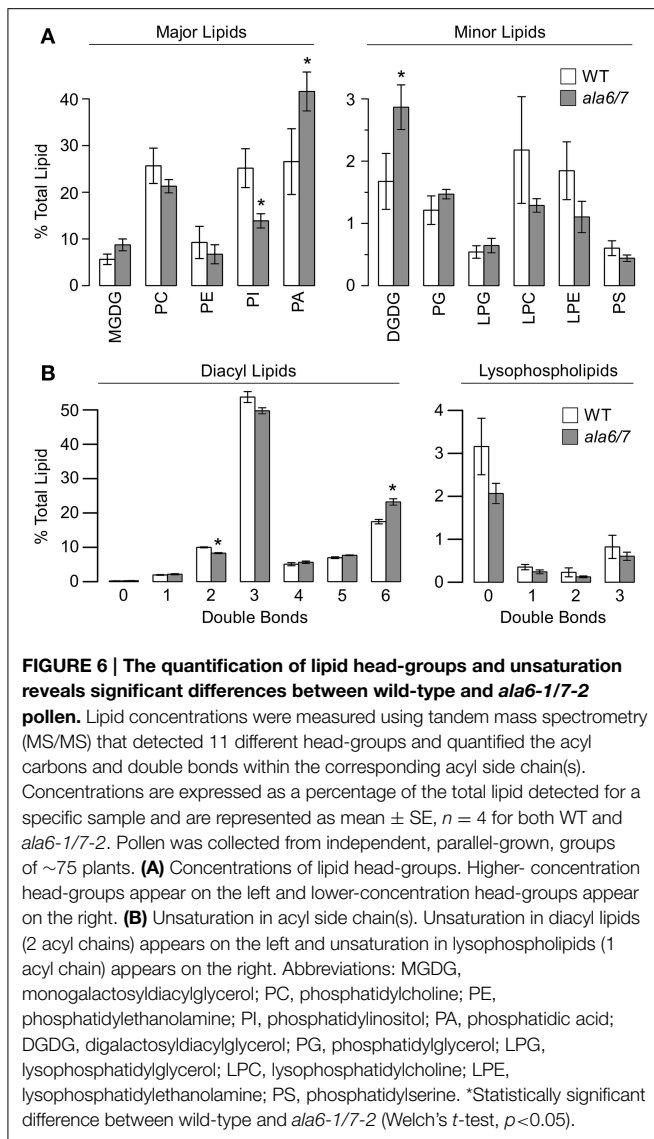 A
Major Lipids
Minor Lipids
WT
ala6/7
% Total Lipid
40
30
20
10
0
*
*
MGDG
PC
PE
PI
PA
3
2
1
0
*
DGDG
PG
LPG
LPC
LPE
PS
B
Diacyl Lipids
Lysophospholipids
WT
ala6/7
% Total Lipid
50
40
30
20
10
0
*
*
0 1 2 3 4 5 6
Double Bonds
4
3
2
1
0
0 1 2 3
Double Bonds
FIGURE 6 | The quantification of lipid head-groups and unsaturation
reveals significant differences between wild-type and ala6-1/7-2
pollen. Lipid concentrations were measured using tandem mass spectrometry
(MS/MS) that detected 11 different head-groups and quantified the acyl
carbons and double bonds within the corresponding acyl side chain(s).
Concentrations are expressed as a percentage of the total lipid detected for a
specific sample and are represented as mean ± SE, n = 4 for both WT and
ala6-1/7-2. Pollen was collected from independent, parallel-grown, groups
of ~75 plants. (A) Concentrations of lipid head-groups. Higher- concentration
head-groups appear on the left and lower-concentration head-groups appear
on the right. (B) Unsaturation in acyl side chain(s). Unsaturation in diacyl lipids
(2 acyl chains) appears on the left and unsaturation in lysophospholipids (1
acyl chain) appears on the right. Abbreviations: MGDG,
monogalactosyldiacylglycerol; PC, phosphatidylcholine; PE,
phosphatidylethanolamine; PI, phosphatidylinositol; PA, phosphatidic acid;
DGDG, digalactosyldiacylglycerol; PG, phosphatidylglycerol; LPG,
lysophosphatidylglycerol; LPC, lysophosphatidylcholine; LPE,
lysophosphatidylethanolamine; PS, phosphatidylserine. *Statistically significant
difference between wild-type and ala6-1/7-2 (Welch's t-test, p<0.05).